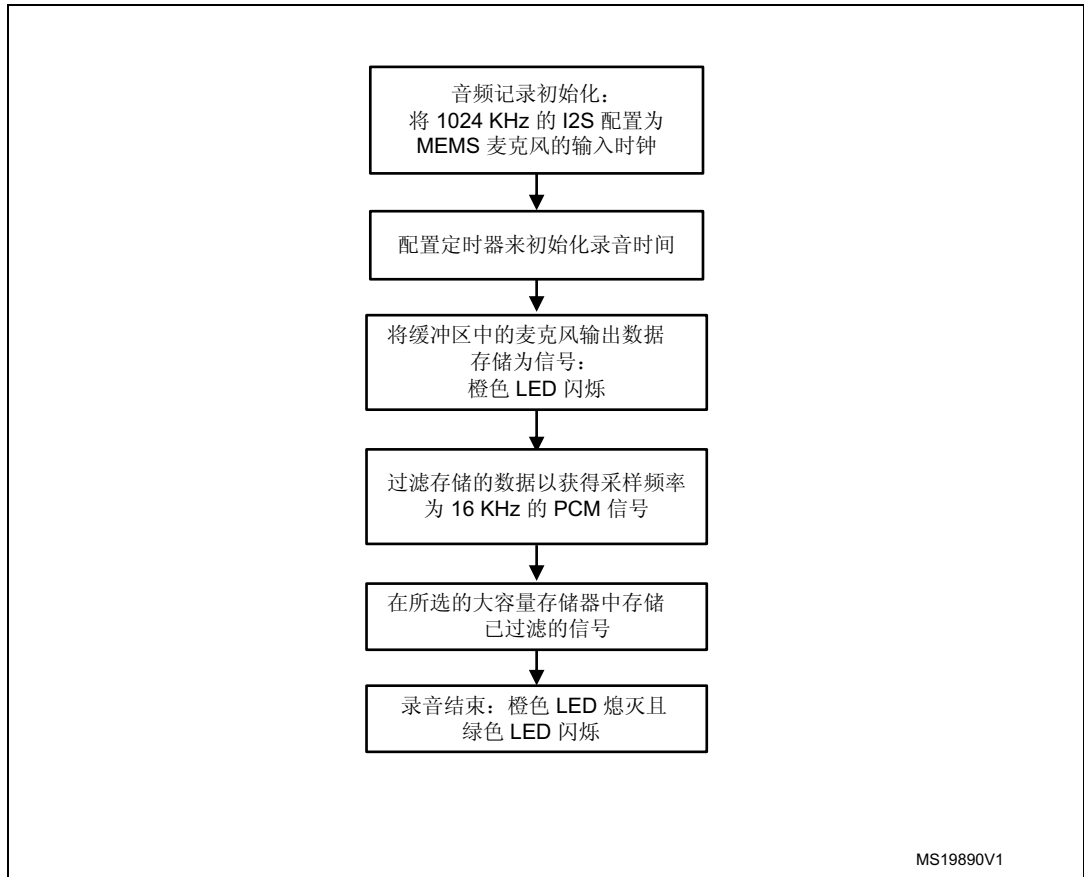 音频记录初始化：
将 1024 KHz 的 I2S 配置为
MEMS 麦克风的输入时钟
配置定时器来初始化录音时间
将缓冲区中的麦克风输出数据
存储为信号：
橙色 LED 闪烁
过滤存储的数据以获得采样频率
为 16 KHz 的 PCM 信号
在所选的大容量存储器中存储
已过滤的信号
录音结束：橙色 LED 熄灭且
绿色 LED 闪烁
MS19890V1